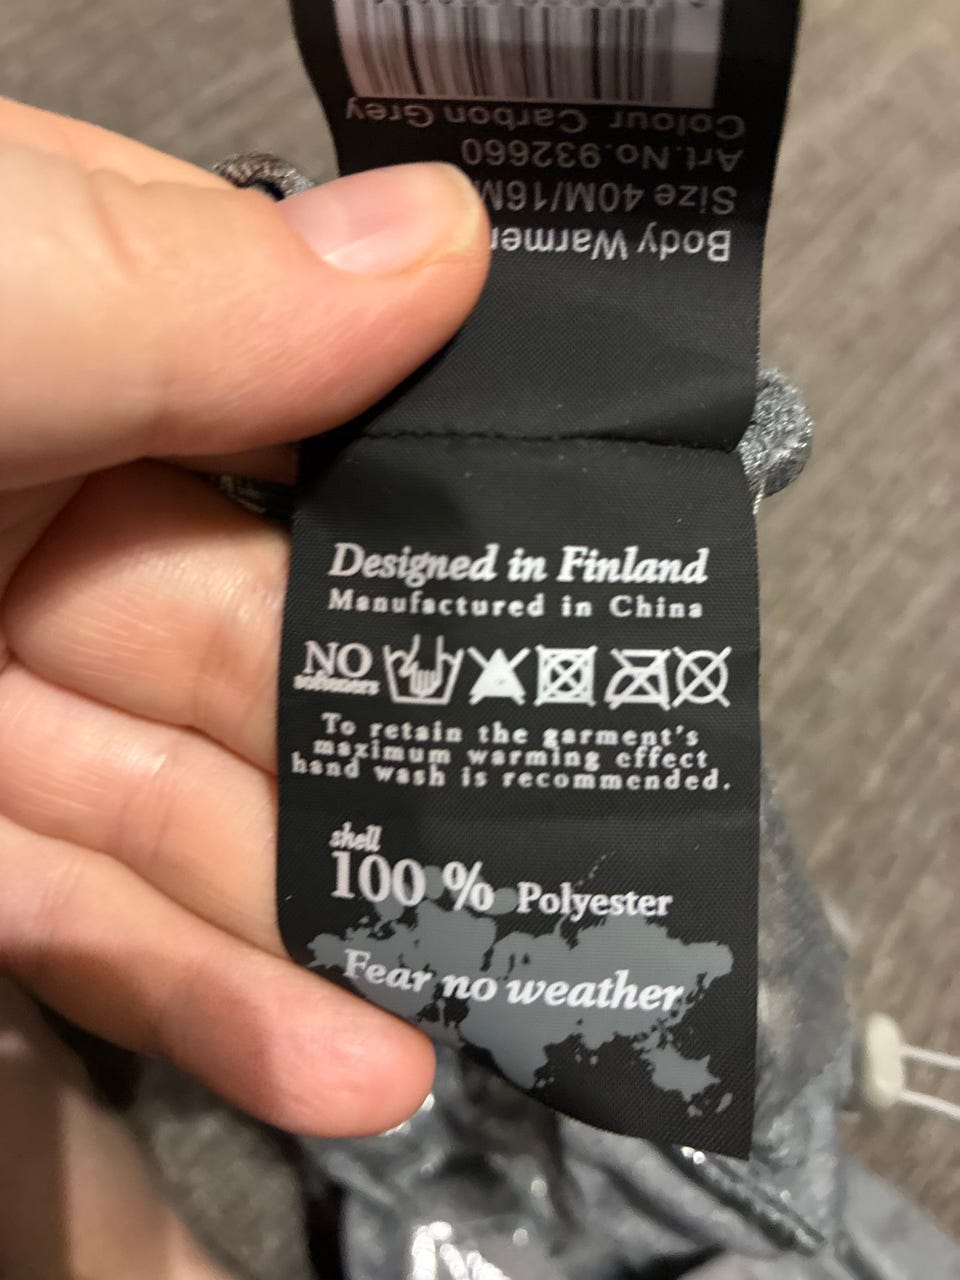 Colour Carbon Grey
Art.No.932660
Size 40M/16M
Body Warmer
Designed in Finland
Manufactured in China
NO
softeners
To retain the garment's
maximum warming effect
hand wash is recommended.
shell
100 % Polyester
Fear no weather